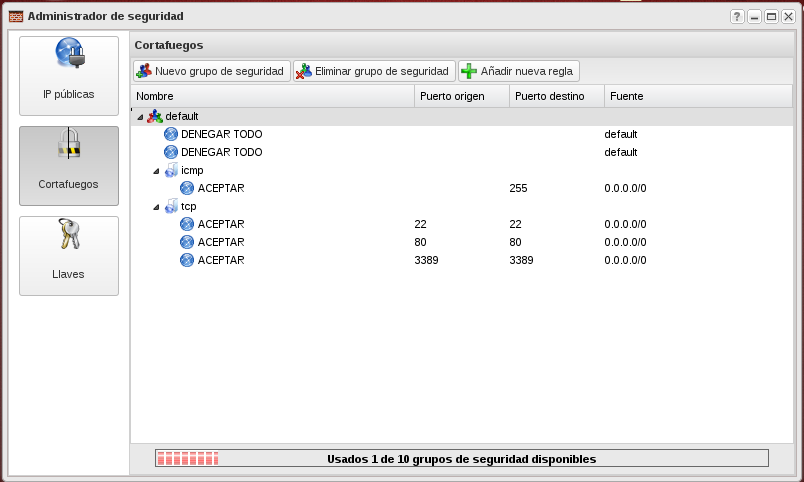 Administrador de seguridad
?
IP públicas
Cortafuegos
Llaves
Cortafuegos
Nuevo grupo de seguridad Eliminar grupo de seguridad Añadir nueva regla
Nombre Puerto origen Puerto destino Fuente
default
DENEGAR TODO default
DENEGAR TODO default
icmp
ACEPTAR 255 0.0.0.0/0
tcp
ACEPTAR 22 22 0.0.0.0/0
ACEPTAR 80 80 0.0.0.0/0
ACEPTAR 3389 3389 0.0.0.0/0
Usados 1 de 10 grupos de seguridad disponibles